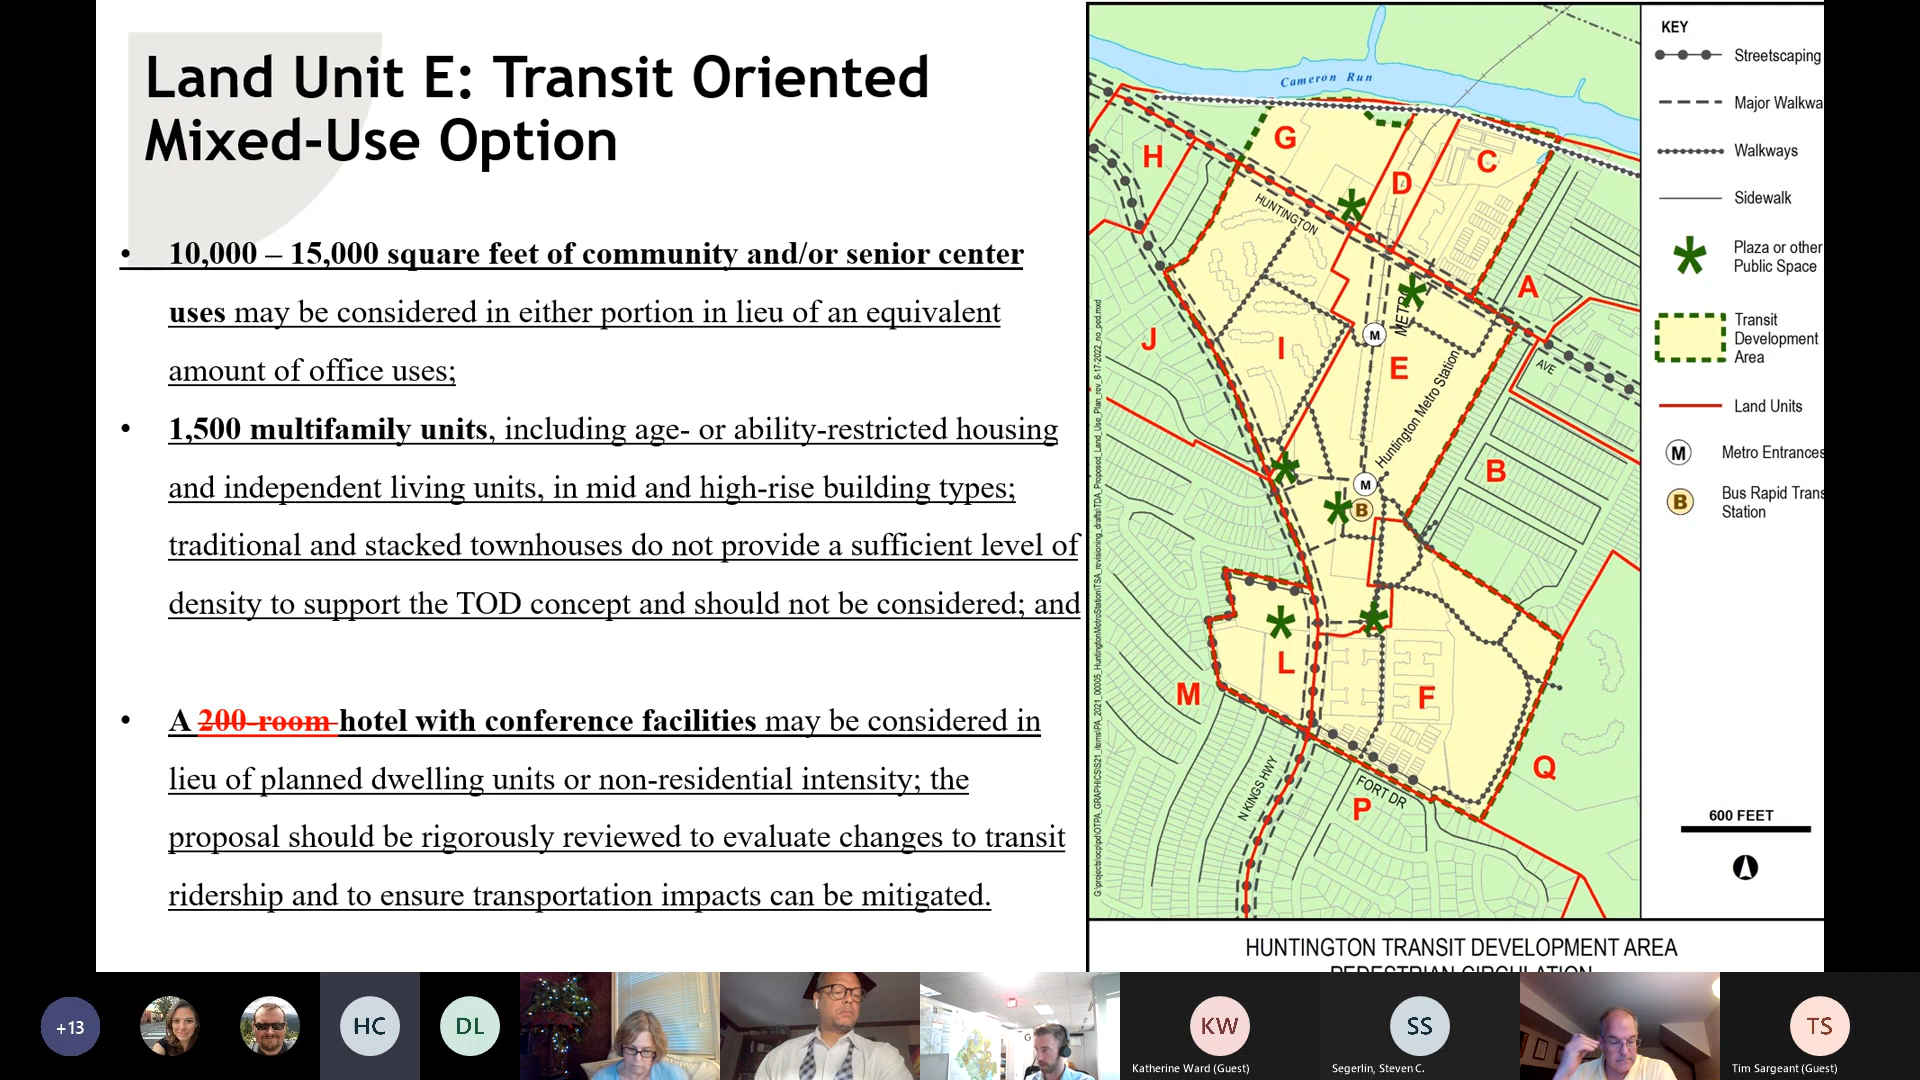 Land Unit E: Transit Oriented
Mixed-Use Option
• 10,000 – 15,000 square feet of community and/or senior center
uses may be considered in either portion in lieu of an equivalent
amount of office uses;
• 1,500 multifamily units, including age- or ability-restricted housing
and independent living units, in mid and high-rise building types;
traditional and stacked townhouses do not provide a sufficient level of
density to support the TOD concept and should not be considered; and
• A 200-room hotel with conference facilities may be considered in
lieu of planned dwelling units or non-residential intensity; the
proposal should be rigorously reviewed to evaluate changes to transit
ridership and to ensure transportation impacts can be mitigated.
Cameron Run
G
H
C
D
HUNTINGTON
A
METR
J
I
M
E
AVE
Huntington Metro Station
B
M
B
L
M
F
Q
N KINGS HWY
FORT DR
P
KEY
Streetscaping
Major Walkwa
Walkways
Sidewalk
Plaza or other
Public Space
Transit
Development
Area
Land Units
M Metro Entrances
B Bus Rapid Trans
Station
600 FEET
HUNTINGTON TRANSIT DEVELOPMENT AREA
PEDESTRIAN CIRCULATION
+13
HC
DL
G
KW
Katherine Ward (Guest)
SS
Segerlin, Steven C.
TS
Tim Sargeant (Guest)